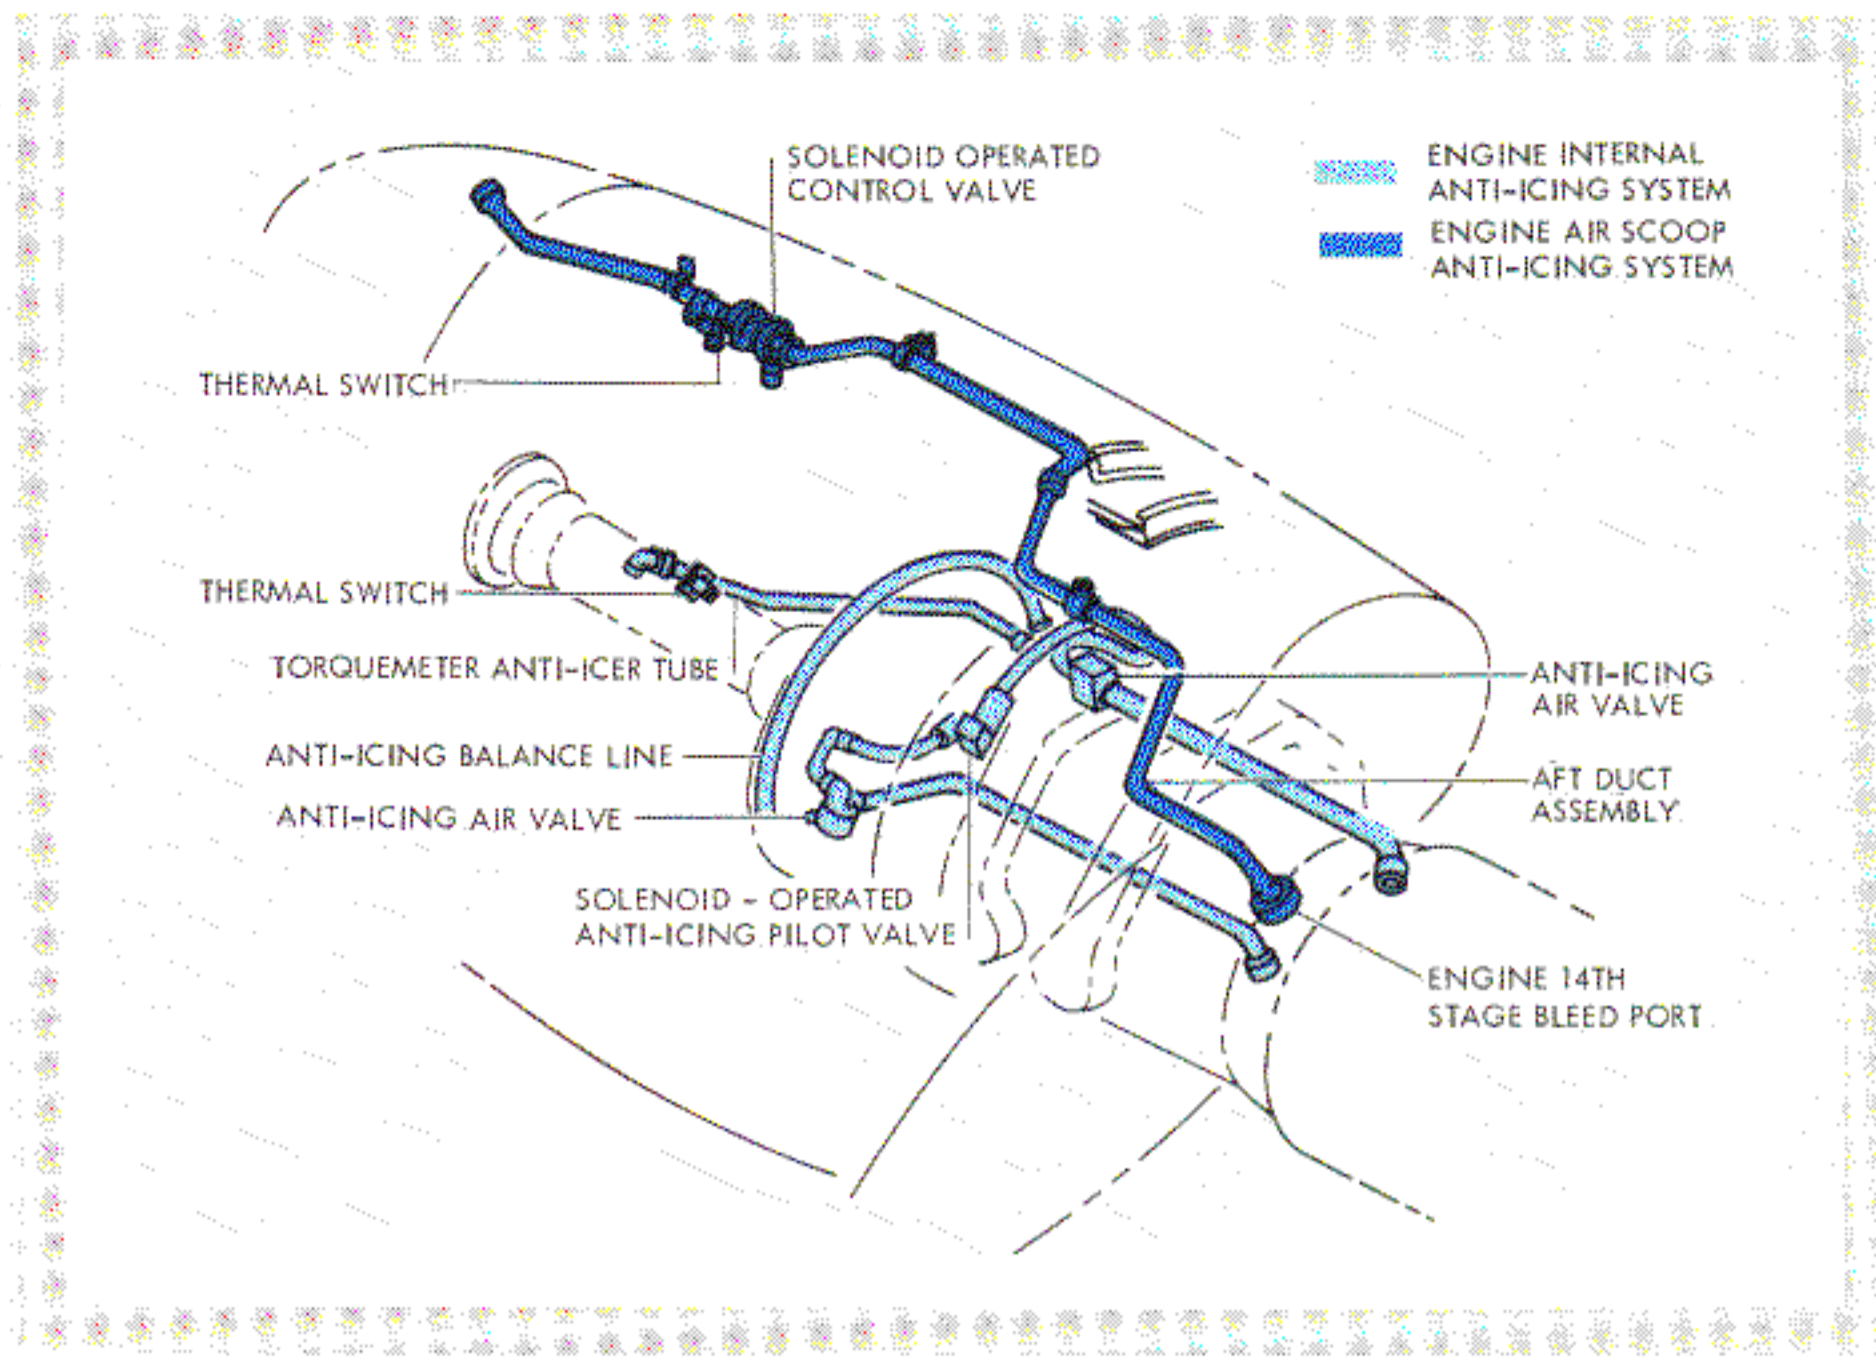 SOLENOID OPERATED
CONTROL VALVE
ENGINE INTERNAL
ANTI-ICING SYSTEM
ENGINE AIR SCOOP
ANTI-ICING SYSTEM
THERMAL SWITCH
THERMAL SWITCH
TORQUEMETER ANTI-ICER TUBE
ANTI-ICING BALANCE LINE
ANTI-ICING AIR VALVE
SOLENOID - OPERATED
ANTI-ICING PILOT VALVE
ANTI-ICING
AIR VALVE
AFT DUCT
ASSEMBLY
ENGINE 14TH
STAGE BLEED PORT